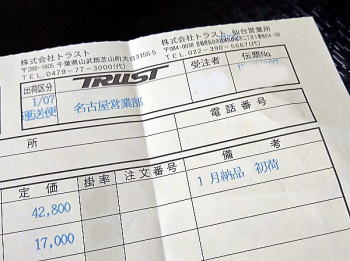 株式会社トラスト
〒289-1605 千葉県山武郡芝山町大台3155-5
TEL.0479-77-3000(代)
株式会社トラスト 仙台営業所
TEL.022-390-5667(代)
TRUST
出荷区分
1/07
受注者
伝票No.
名古屋営業部
所
電話番号
定価
掛率
注文番号
備考
42,800
1月納品 初荷
17,000